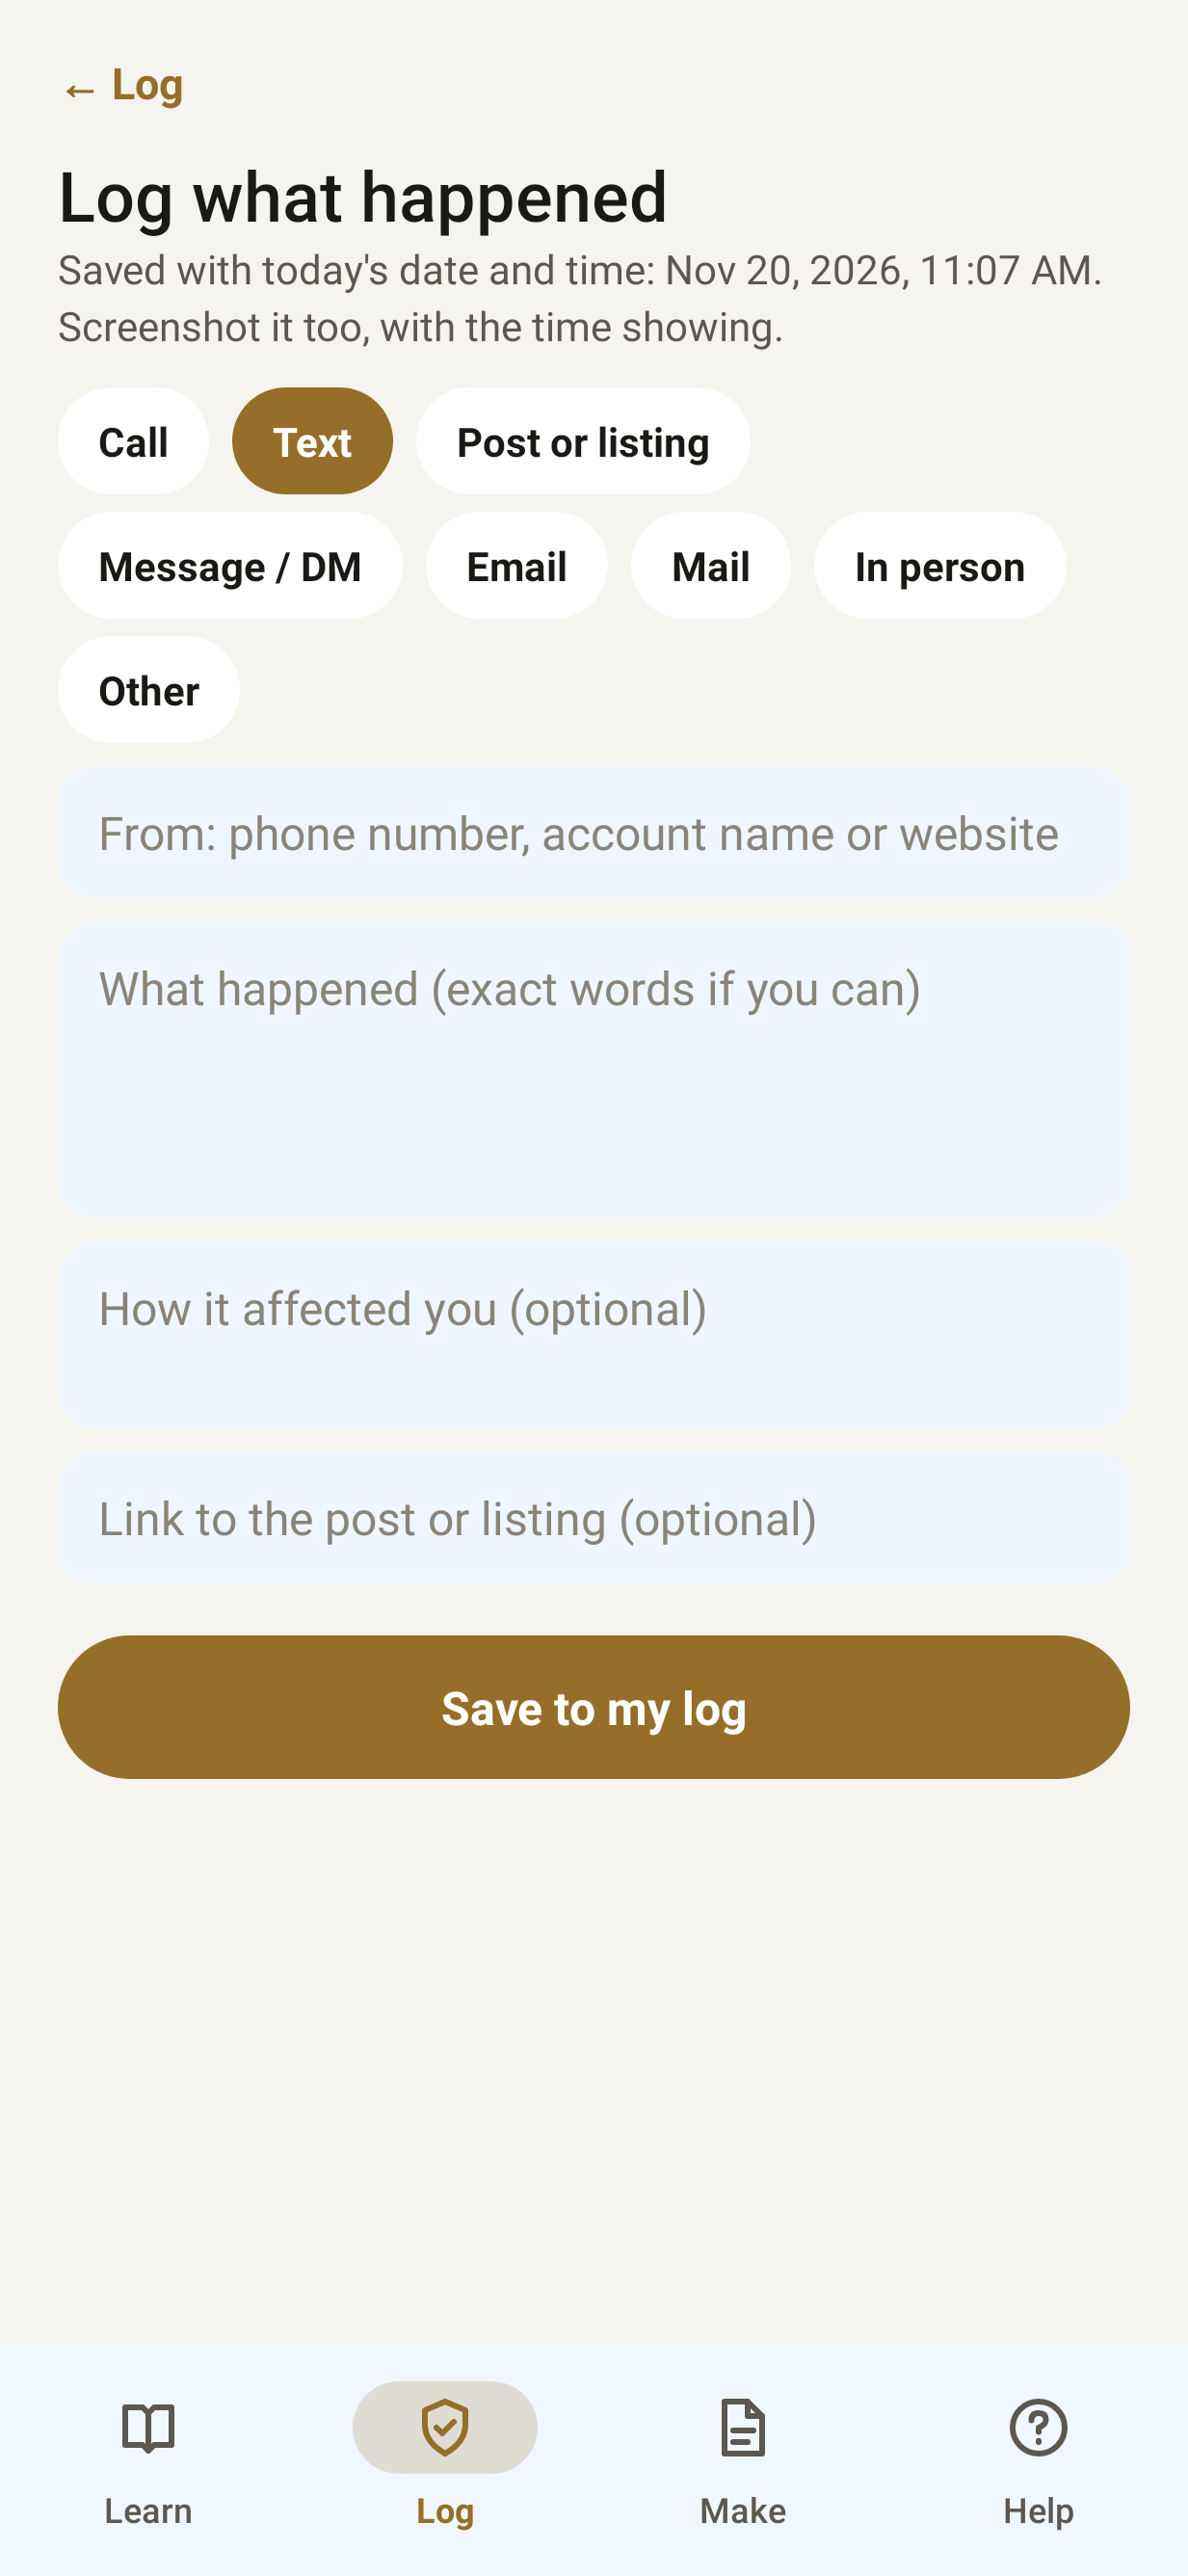 ← Log
Log what happened
Saved with today's date and time: Nov 20, 2026, 11:07 AM.
Screenshot it too, with the time showing.
Call Text Post or listing
Message / DM Email Mail In person
Other
From: phone number, account name or website
What happened (exact words if you can)
How it affected you (optional)
Link to the post or listing (optional)
Save to my log
Learn Log Make Help